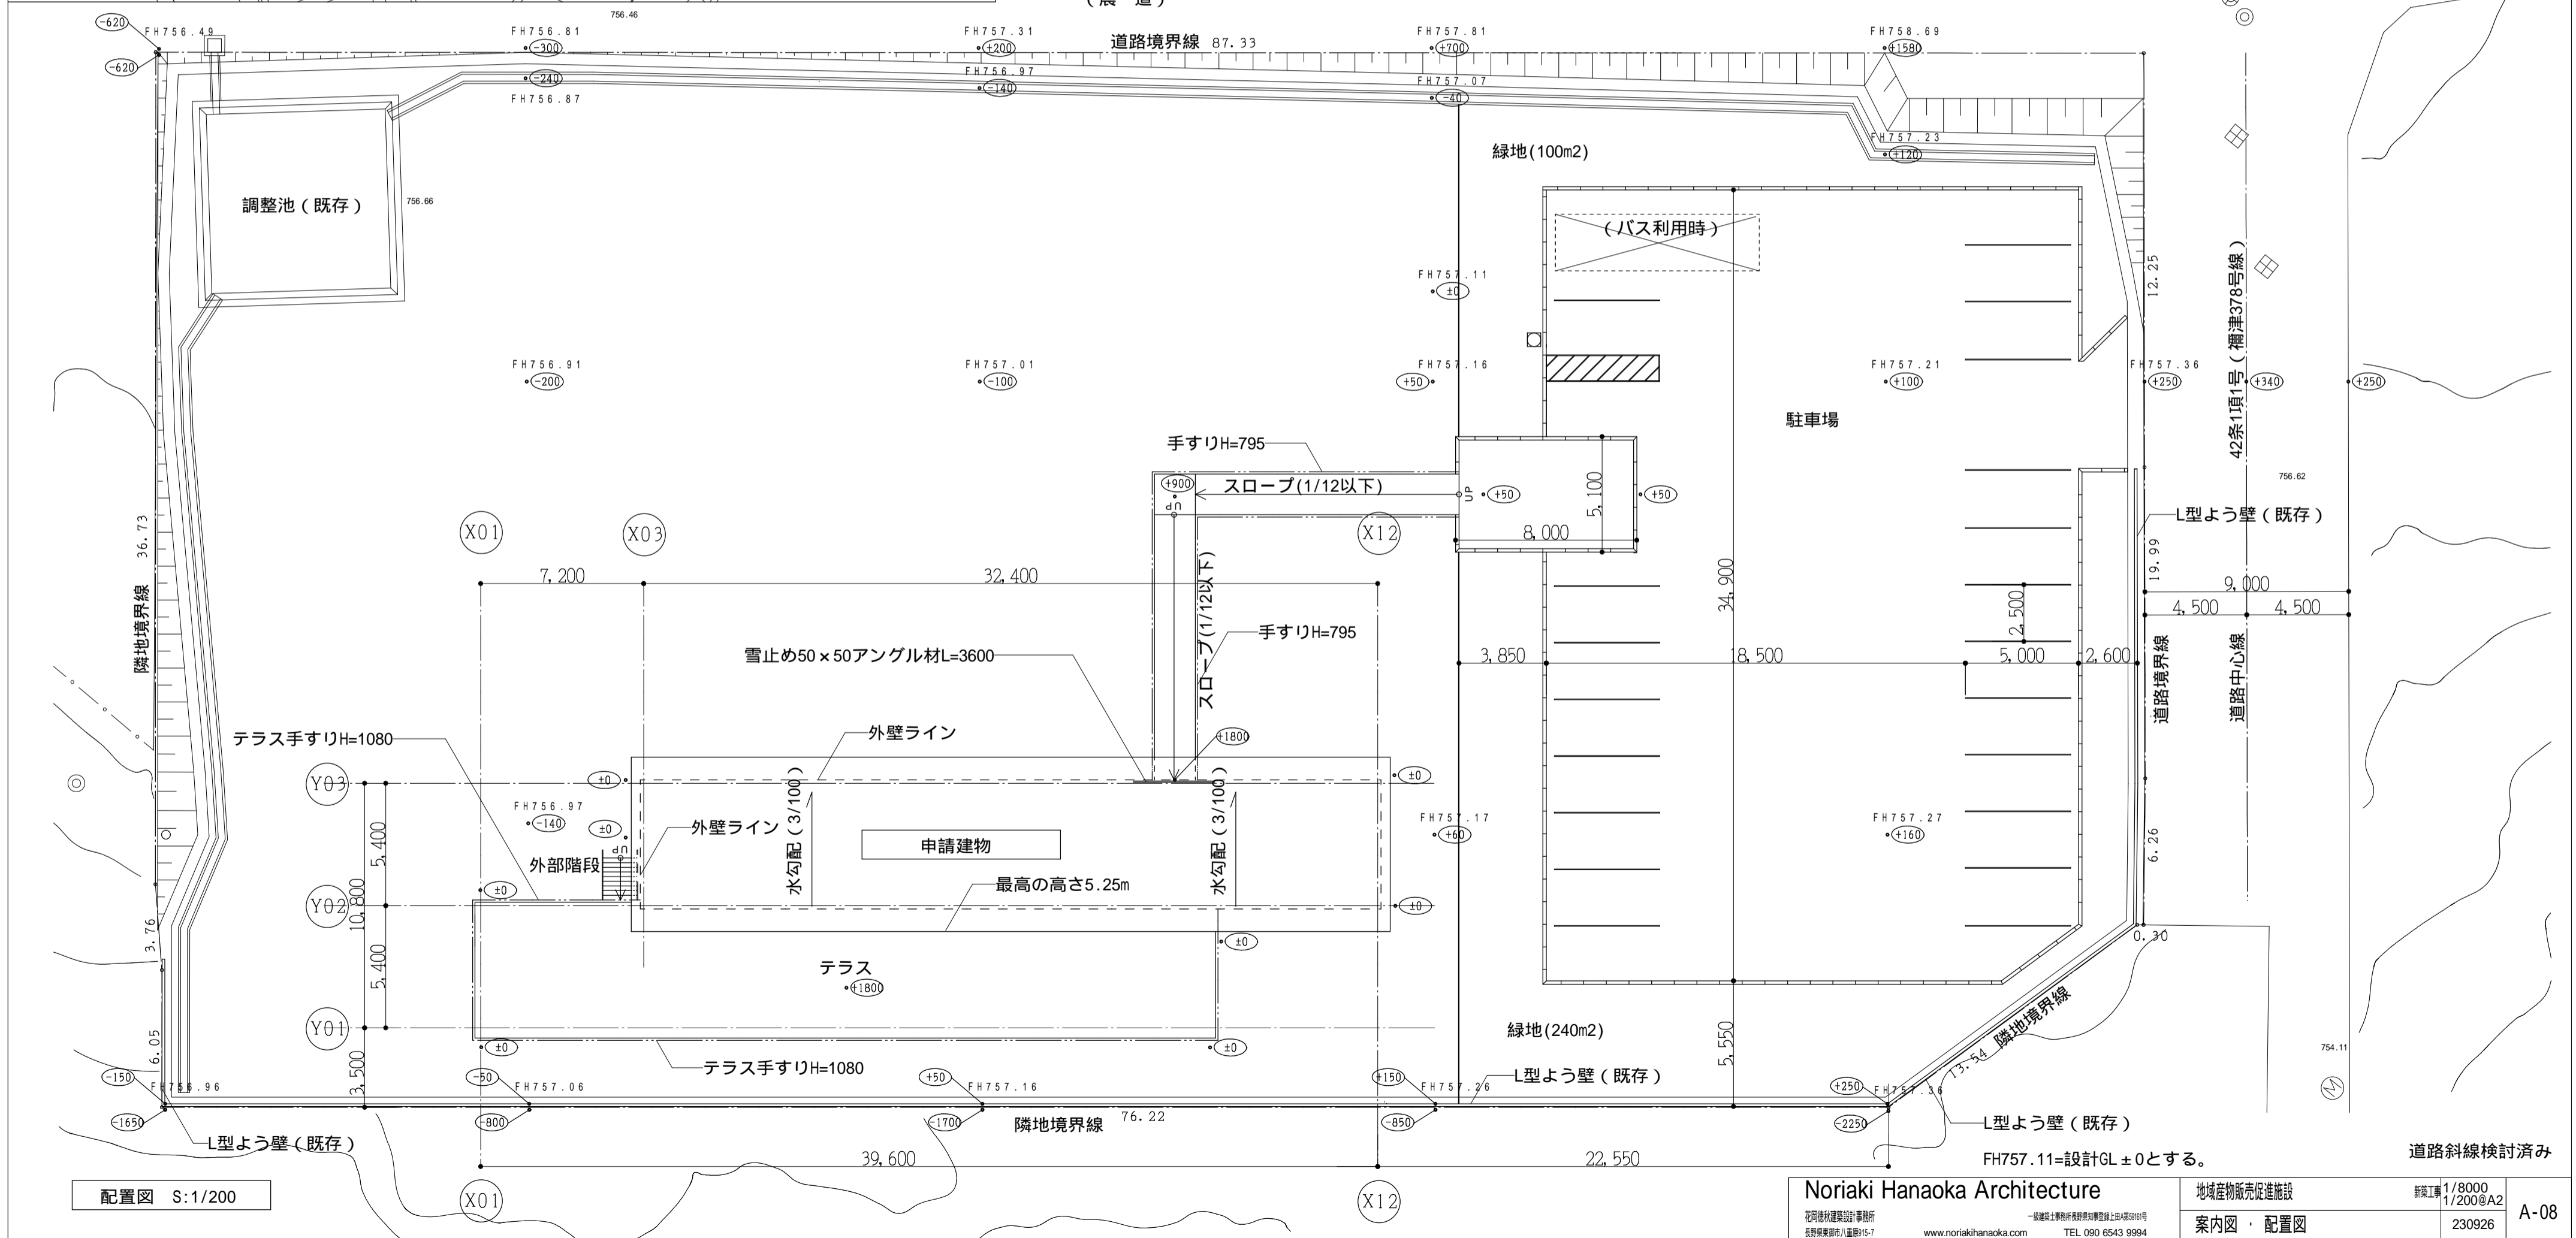 756.46
-620
FH756.49
-620
FH756.81
-300
-240
FH756.87
FH757.31
+200
FH756.97
-140
道路境界線 87.33
FH757.81
+700
FH757.07
-40
FH758.69
+1580
FH757.23
+120
緑地(100m2)
調整池（既存）
756.66
（バス利用時）
FH757.11
±0
12.25
42条1項1号（禰津378号線）
FH756.91
-200
FH757.01
-100
FH757.16
+50
FH757.21
+100
FH757.36
+250
+340
+250
駐車場
手すりH=795
+900
UP
スロープ(1/12以下)
UP
+50
5,100
+50
8,000
756.62
L型よう壁（既存）
19.99
隣地境界線 36.73
X01
X03
X12
7,200
32,400
スロープ(1/12以下)
34,900
2,500
9,000
4,500
4,500
手すりH=795
雪止め50×50アングル材L=3600
3,850
18,500
5,000
2,600
道路境界線
道路中心線
テラス手すりH=1080
外壁ライン
+1800
Y03
±0
±0
水勾配（3/100）
水勾配（3/100）
FH756.97
-140
±0
外壁ライン
FH757.17
+60
FH757.27
+160
6.26
5,400
UP
外部階段
申請建物
最高の高さ5.25m
±0
Y02
10,800
±0
3.76
±0
0.30
5,400
テラス
+1800
Y01
緑地(240m2)
5,550
隣地境界線
13.54
6.05
3,500
±0
±0
テラス手すりH=1080
754.11
M
-150
FH756.96
-50
FH757.06
+50
FH757.16
+150
FH757.26
L型よう壁（既存）
+250
FH757.36
-1650
-800
-1700
隣地境界線 76.22
-850
-2250
L型よう壁（既存）
L型よう壁（既存）
39,600
22,550
FH757.11=設計GL±0とする。
道路斜線検討済み
配置図 S:1/200
X01
X12
Noriaki Hanaoka Architecture
花岡徳秋建築設計事務所
長野県東御市八重原915-7
www.noriakihanaoka.com
TEL 090 6543 9994
地域産物販売促進施設
新築工事
1/8000
1/200@A2
案内図 ・ 配置図
230926
A-08